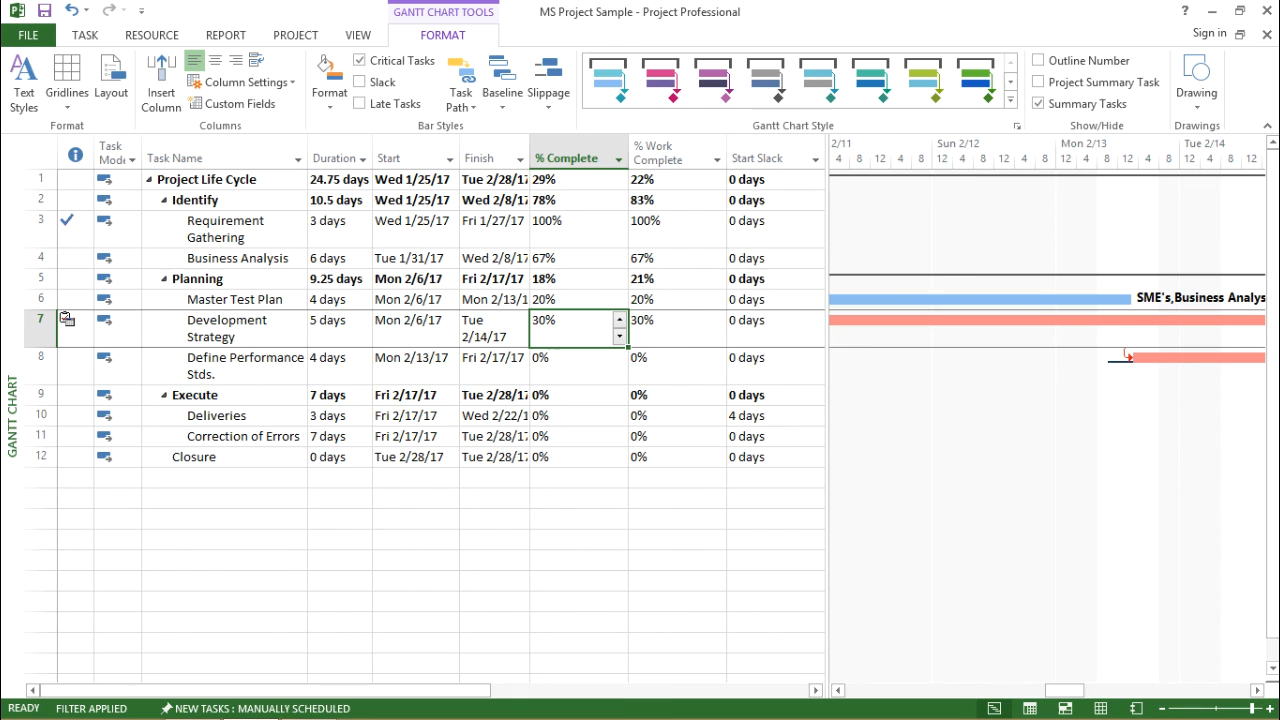 GANTT CHART TOOLS
MS Project Sample - Project Professional
FILE TASK RESOURCE REPORT PROJECT VIEW FORMAT Sign in
Text Styles
Gridlines
Layout
Format
Insert Column
Column Settings
Custom Fields
Columns
Format
Critical Tasks
Slack
Late Tasks
Task Path
Baseline
Slippage
Bar Styles
Gantt Chart Style
Outline Number
Project Summary Task
Summary Tasks
Show/Hide
Drawing
Drawings
Task Mode Task Name Duration Start Finish % Complete % Work Complete Start Slack
2/11 Sun 2/12 Mon 2/13 Tue 2/14
4 8 12 4 8 12 4 8 12 4 8 12 4 8 12 4 8 12 4 8 12
1 Project Life Cycle 24.75 days Wed 1/25/17 Tue 2/28/17 29% 22% 0 days
2 Identify 10.5 days Wed 1/25/17 Wed 2/8/17 78% 83% 0 days
3 Requirement Gathering 3 days Wed 1/25/17 Fri 1/27/17 100% 100% 0 days
4 Business Analysis 6 days Tue 1/31/17 Wed 2/8/17 67% 67% 0 days
5 Planning 9.25 days Mon 2/6/17 Fri 2/17/17 18% 21% 0 days
6 Master Test Plan 4 days Mon 2/6/17 Mon 2/13/1 20% 20% 0 days
SME's,Business Analys
7 Development Strategy 5 days Mon 2/6/17 Tue 2/14/17 30% 30% 0 days
8 Define Performance Stds. 4 days Mon 2/13/17 Fri 2/17/17 0% 0% 0 days
9 Execute 7 days Fri 2/17/17 Tue 2/28/17 0% 0% 0 days
10 Deliveries 3 days Fri 2/17/17 Wed 2/22/1 0% 0% 4 days
11 Correction of Errors 7 days Fri 2/17/17 Tue 2/28/17 0% 0% 0 days
12 Closure 0 days Tue 2/28/17 Tue 2/28/17 0% 0% 0 days
GANTT CHART
READY FILTER APPLIED NEW TASKS : MANUALLY SCHEDULED